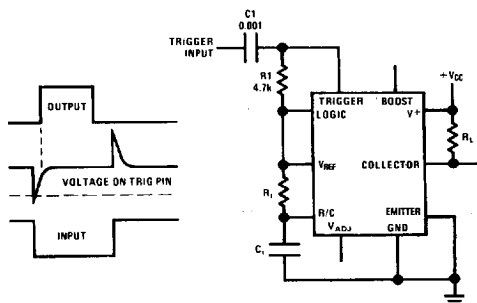 C1
0.001
TRIGGER
INPUT
R1
4.7k
OUTPUT
VOLTAGE ON TRIG PIN
INPUT
TRIGGER
LOGIC
BOOST
+VCC
V+
RL
COLLECTOR
VREF
Rt
R/C
EMITTER
VADJ
GND
Ct